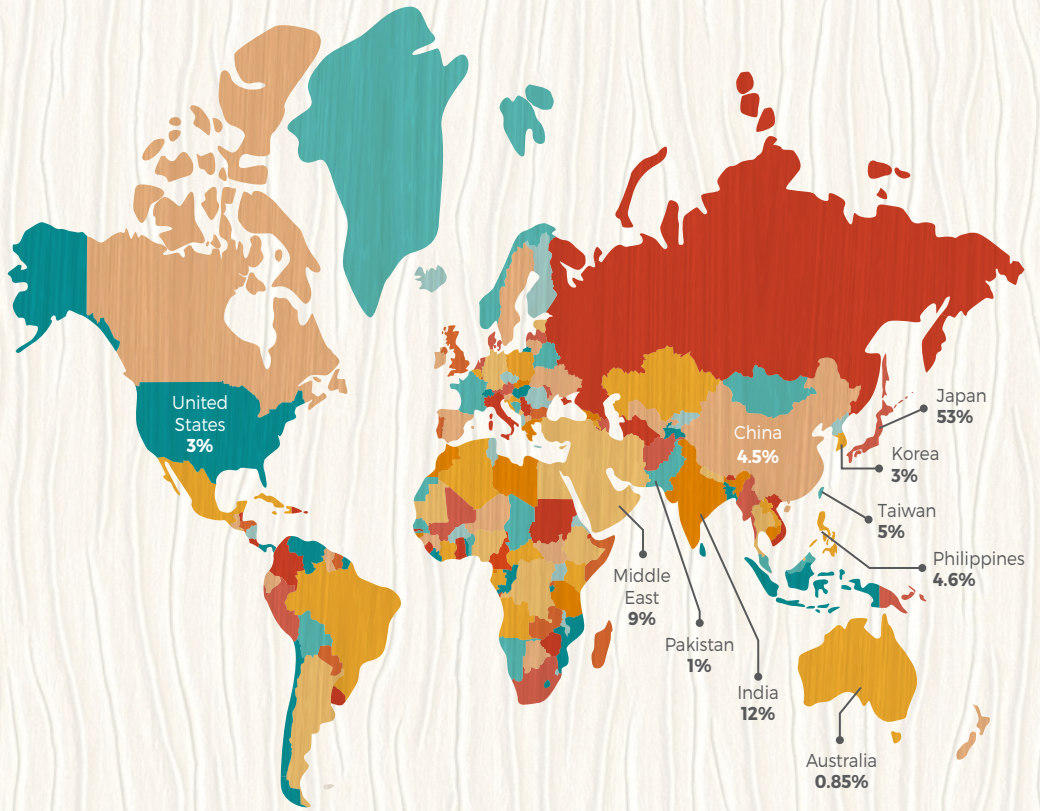 United
States
3%
China
4.5%
Japan
53%
Korea
3%
Taiwan
5%
Philippines
4.6%
Middle
East
9%
Pakistan
1%
India
12%
Australia
0.85%